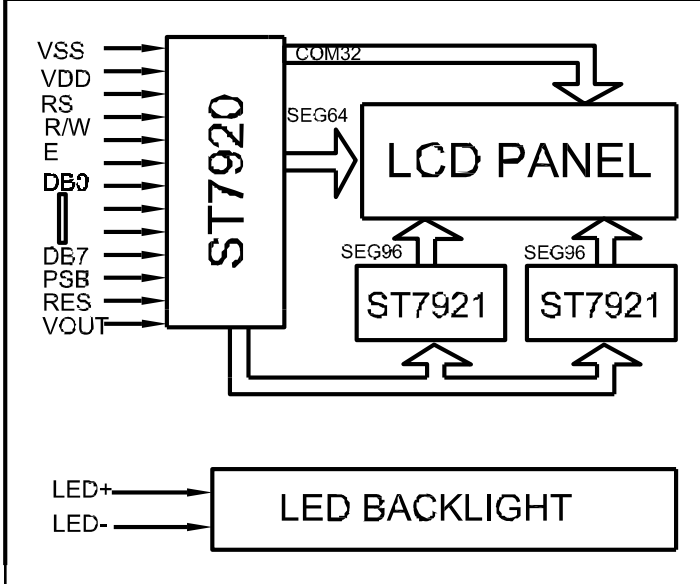 VSS
VDD
RS
R/W
E
DB0
DB7
PSB
RES
VOUT
ST7920
COM32
SEG64
LCD PANEL
SEG96
SEG96
ST7921
ST7921
LED+
LED-
LED BACKLIGHT